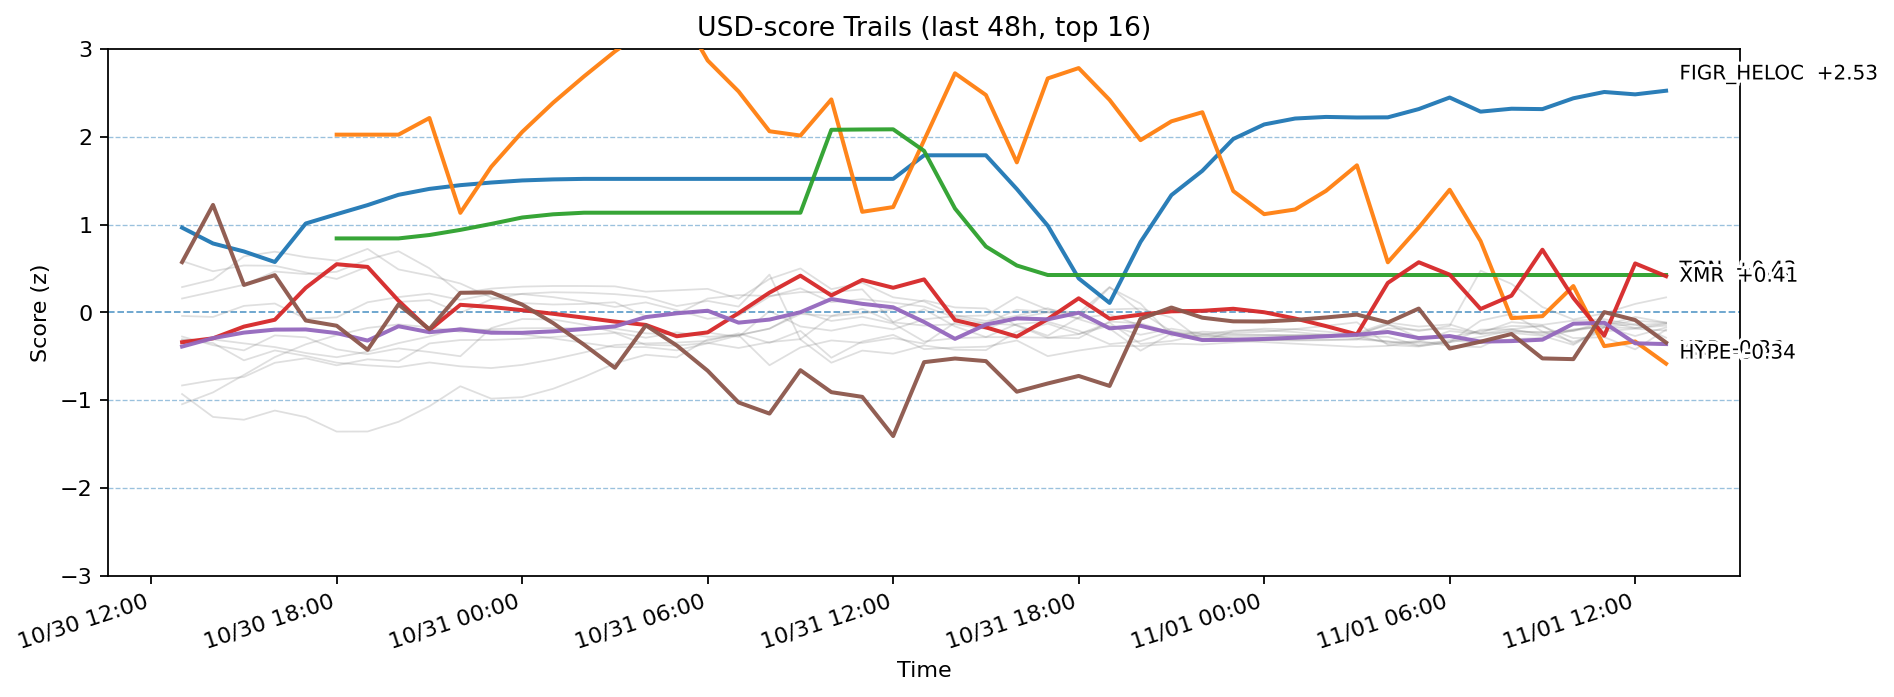 USD-score Trails (last 48h, top 16)
FIGR_HELOC +2.53
XMR +0.41
HYPE -0.34
Score (z)
3
2
1
0
−1
−2
−3
10/30 12:00
10/30 18:00
10/31 00:00
10/31 06:00
10/31 12:00
10/31 18:00
11/01 00:00
11/01 06:00
11/01 12:00
Time